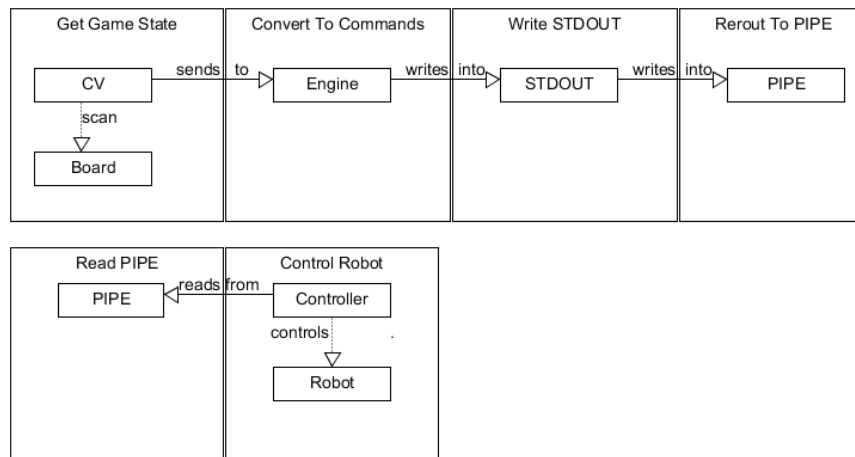 Get Game State
Convert To Commands
Write STDOUT
Rerout To PIPE
sends to
writes into
writes into
CV
Engine
STDOUT
PIPE
scan
Board
Read PIPE
Control Robot
reads from
PIPE
Controller
controls
.
Robot